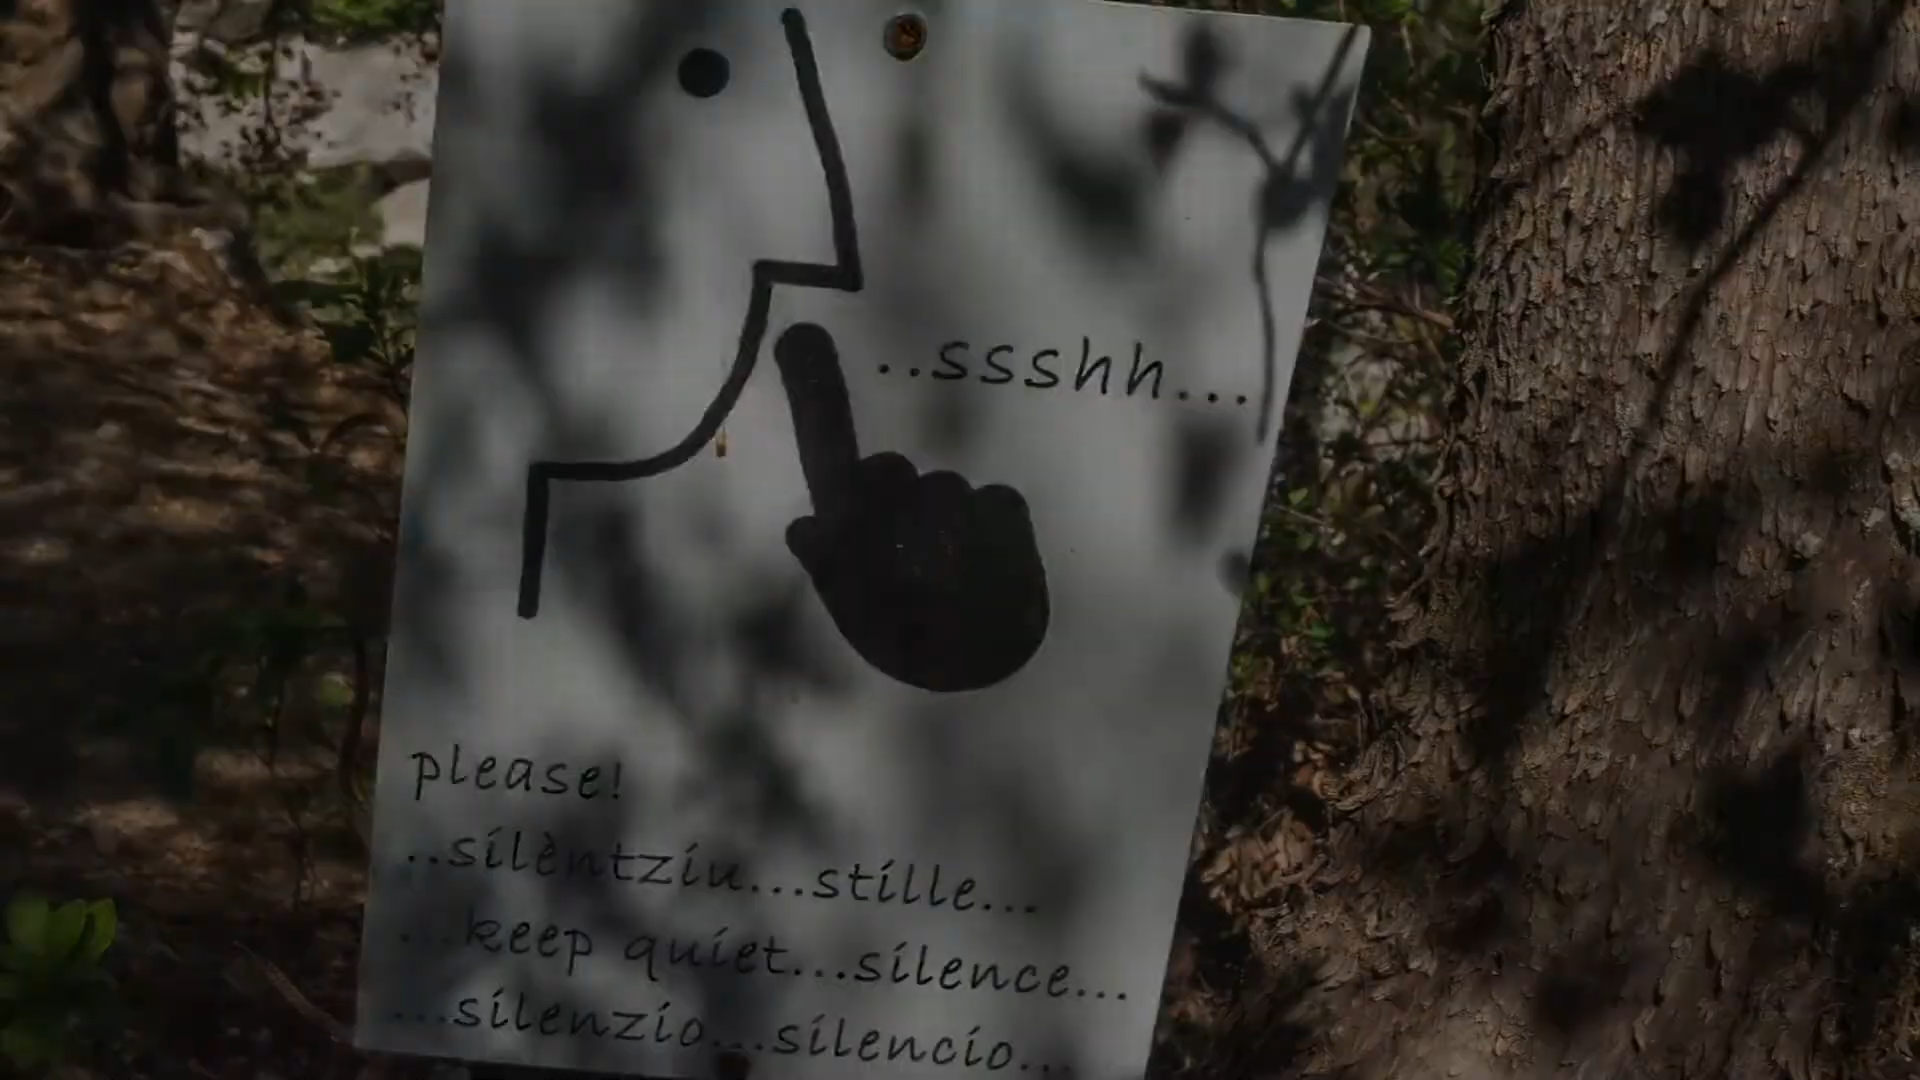 ..ssshh...
please!
..silèntziu...stille...
...keep quiet...silence...
...silenzio...silencio...